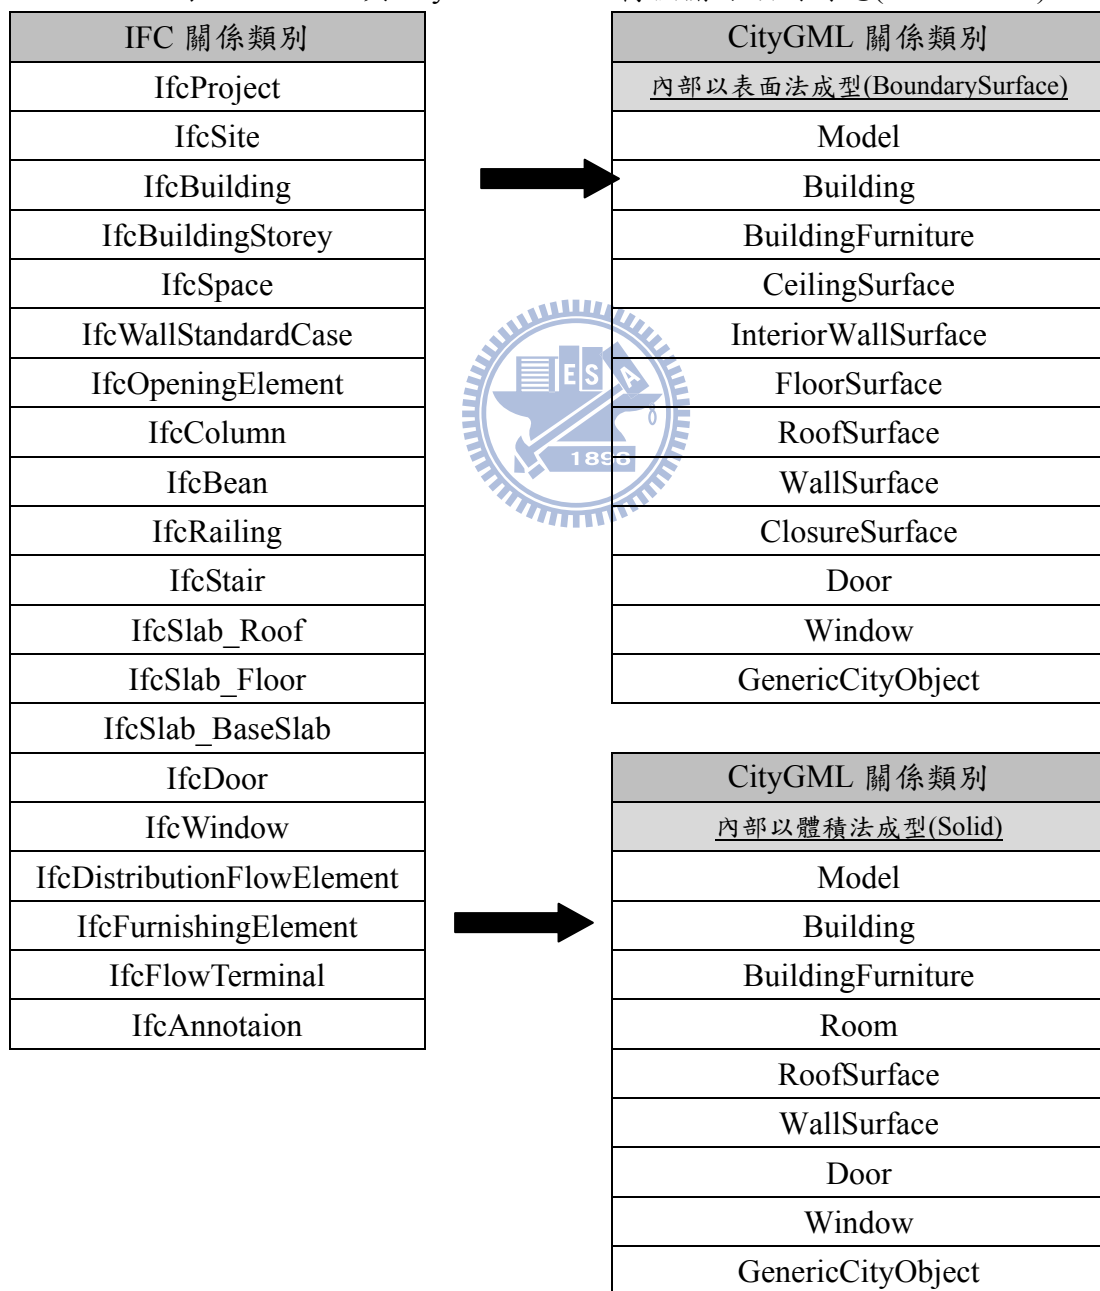 IFC 關係類別
IfcProject
IfcSite
IfcBuilding
IfcBuildingStorey
IfcSpace
IfcWallStandardCase
IfcOpeningElement
IfcColumn
IfcBean
IfcRailing
IfcStair
IfcSlab_Roof
IfcSlab_Floor
IfcSlab_BaseSlab
IfcDoor
IfcWindow
IfcDistributionFlowElement
IfcFurnishingElement
IfcFlowTerminal
IfcAnnotaion
CityGML 關係類別
內部以表面法成型(BoundarySurface)
Model
Building
BuildingFurniture
CeilingSurface
InteriorWallSurface
FloorSurface
RoofSurface
WallSurface
ClosureSurface
Door
Window
GenericCityObject
CityGML 關係類別
內部以體積法成型(Solid)
Model
Building
BuildingFurniture
Room
RoofSurface
WallSurface
Door
Window
GenericCityObject
E S A
1896